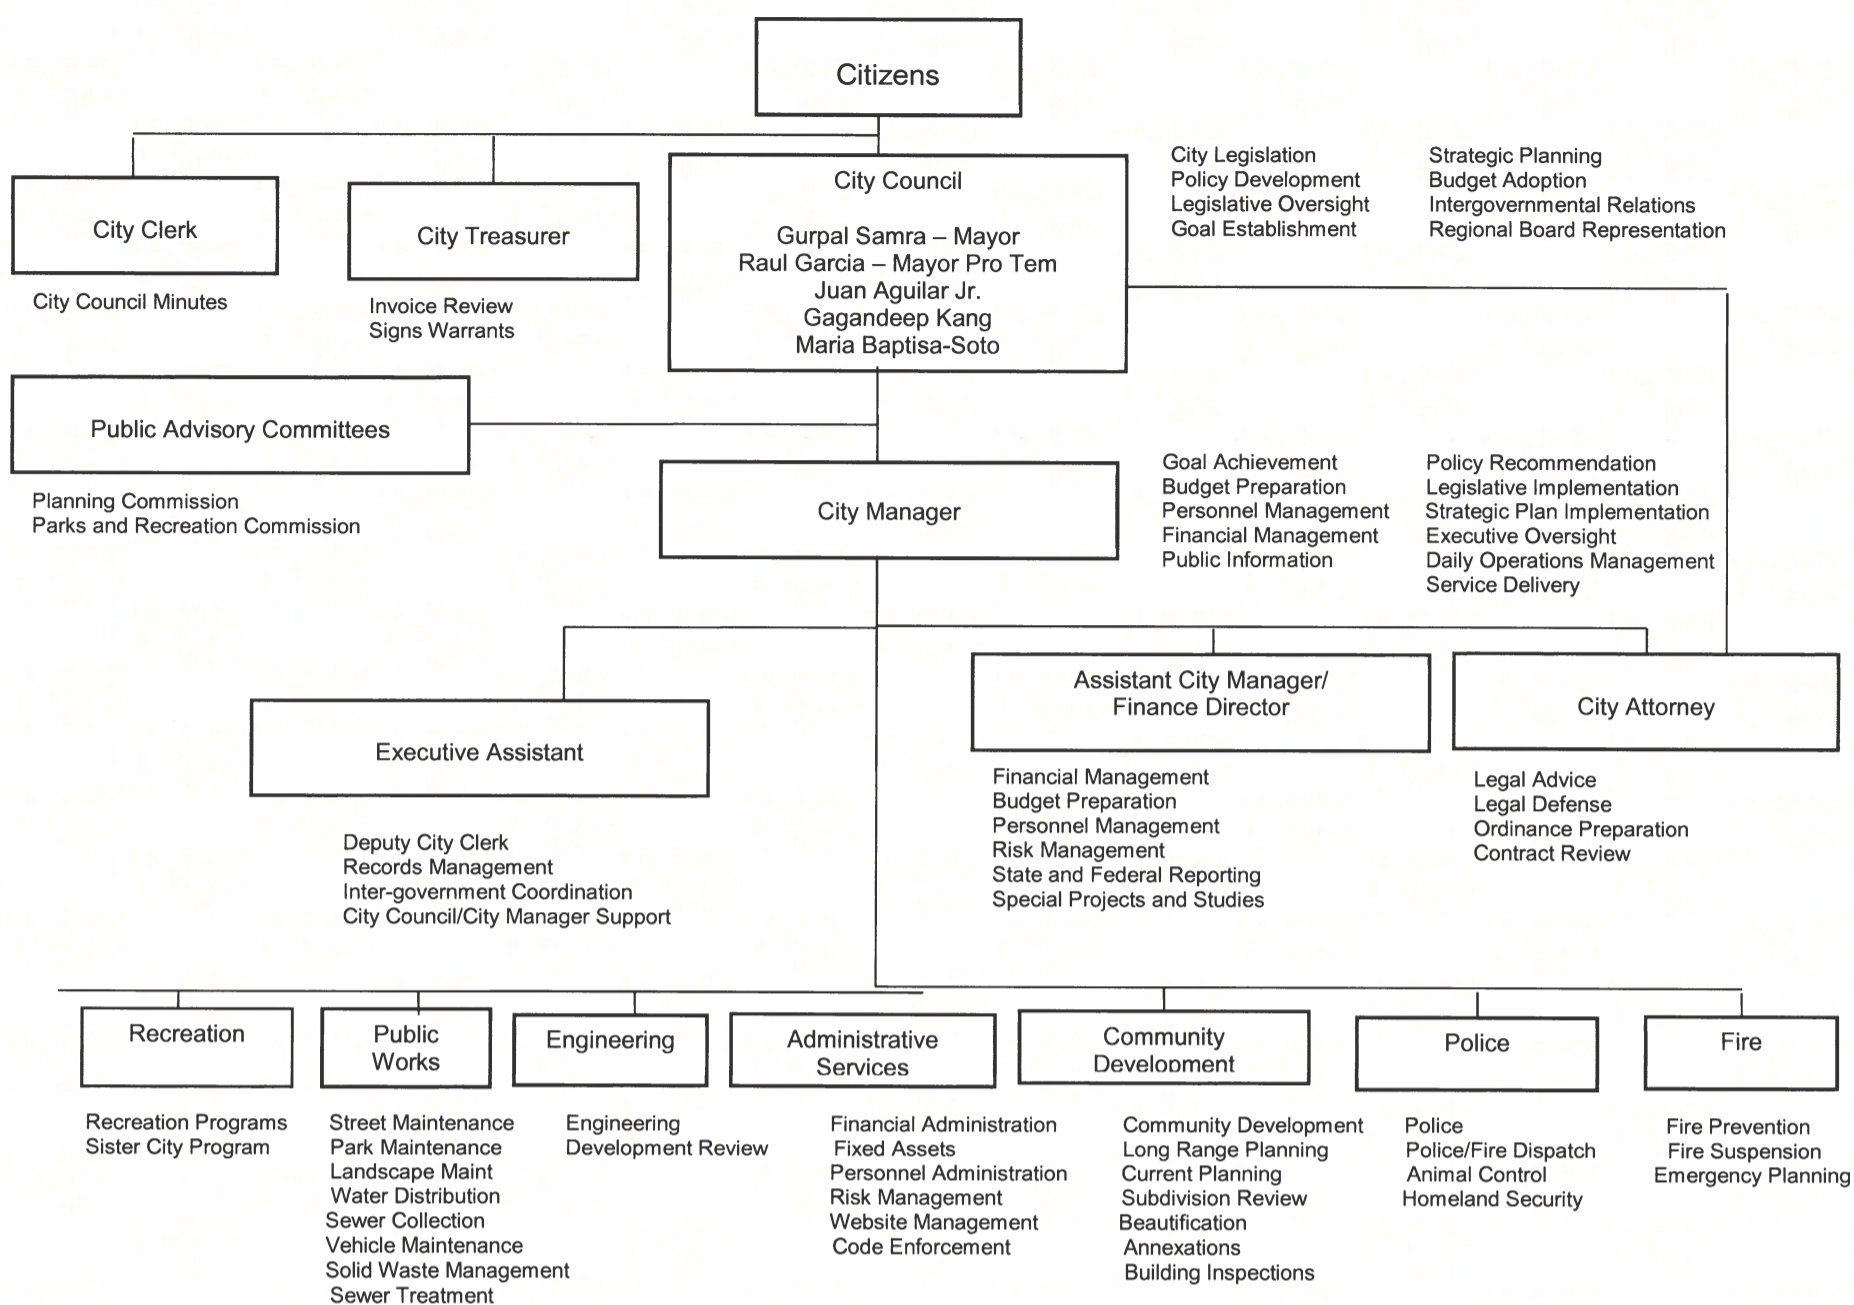 Citizens
City Clerk
City Council Minutes
City Treasurer
Invoice Review
Signs Warrants
City Council
Gurpal Samra – Mayor
Raul Garcia – Mayor Pro Tem
Juan Aguilar Jr.
Gagandeep Kang
Maria Baptisa-Soto
City Legislation
Policy Development
Legislative Oversight
Goal Establishment
Strategic Planning
Budget Adoption
Intergovernmental Relations
Regional Board Representation
Public Advisory Committees
Planning Commission
Parks and Recreation Commission
City Manager
Goal Achievement
Budget Preparation
Personnel Management
Financial Management
Public Information
Policy Recommendation
Legislative Implementation
Strategic Plan Implementation
Executive Oversight
Daily Operations Management
Service Delivery
Executive Assistant
Deputy City Clerk
Records Management
Inter-government Coordination
City Council/City Manager Support
Assistant City Manager/
Finance Director
Financial Management
Budget Preparation
Personnel Management
Risk Management
State and Federal Reporting
Special Projects and Studies
City Attorney
Legal Advice
Legal Defense
Ordinance Preparation
Contract Review
Recreation
Recreation Programs
Sister City Program
Public
Works
Street Maintenance
Park Maintenance
Landscape Maint
Water Distribution
Sewer Collection
Vehicle Maintenance
Solid Waste Management
Sewer Treatment
Engineering
Engineering
Development Review
Administrative
Services
Financial Administration
Fixed Assets
Personnel Administration
Risk Management
Website Management
Code Enforcement
Community
Development
Community Development
Long Range Planning
Current Planning
Subdivision Review
Beautification
Annexations
Building Inspections
Police
Police
Police/Fire Dispatch
Animal Control
Homeland Security
Fire
Fire Prevention
Fire Suspension
Emergency Planning